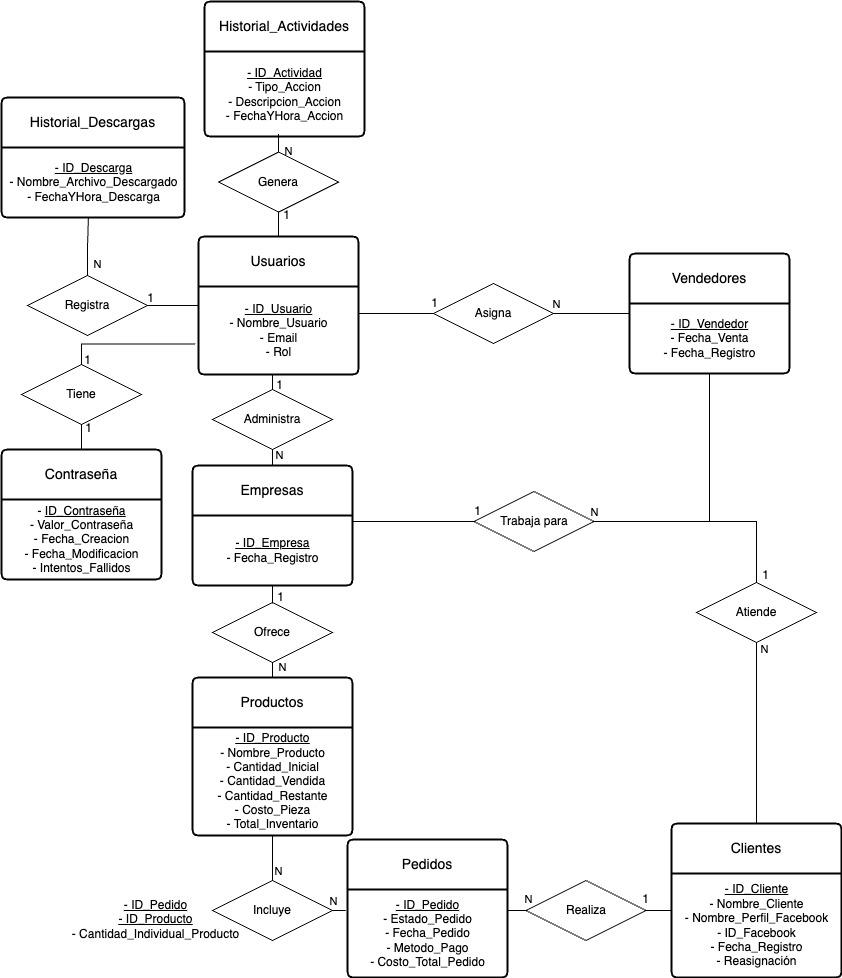 Historial_Actividades
- ID_Actividad
- Tipo_Accion
- Descripcion_Accion
- FechaYHora_Accion
Historial_Descargas
- ID_Descarga
- Nombre_Archivo_Descargado
- FechaYHora_Descarga
N
Genera
1
Usuarios
- ID_Usuario
- Nombre_Usuario
- Email
- Rol
N
Registra
1
1
Asigna
N
Vendedores
- ID_Vendedor
- Fecha_Venta
- Fecha_Registro
1
Tiene
1
1
Administra
N
Contraseña
- ID_Contraseña
- Valor_Contraseña
- Fecha_Creacion
- Fecha_Modificacion
- Intentos_Fallidos
Empresas
- ID_Empresa
- Fecha_Registro
1
Trabaja para
N
1
Atiende
N
1
Ofrece
N
Productos
- ID_Producto
- Nombre_Producto
- Cantidad_Inicial
- Cantidad_Vendida
- Cantidad_Restante
- Costo_Pieza
- Total_Inventario
N
Incluye
N
- ID_Pedido
- ID_Producto
- Cantidad_Individual_Producto
Pedidos
- ID_Pedido
- Estado_Pedido
- Fecha_Pedido
- Metodo_Pago
- Costo_Total_Pedido
N
Realiza
1
Clientes
- ID_Cliente
- Nombre_Cliente
- Nombre_Perfil_Facebook
- ID_Facebook
- Fecha_Registro
- Reasignación